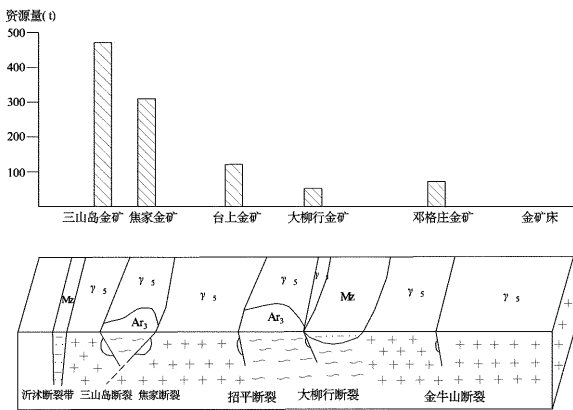 资源量(t)
500
400
300
200
100
三山岛金矿 焦家金矿 台上金矿 大柳行金矿 邓格庄金矿 金矿床
Mz γ5 γ5 γ5 γ5 γ5 Mz γ5 γ5
Ar3 Ar3
沂沭断裂带 三山岛断裂 焦家断裂 招平断裂 大柳行断裂 金牛山断裂